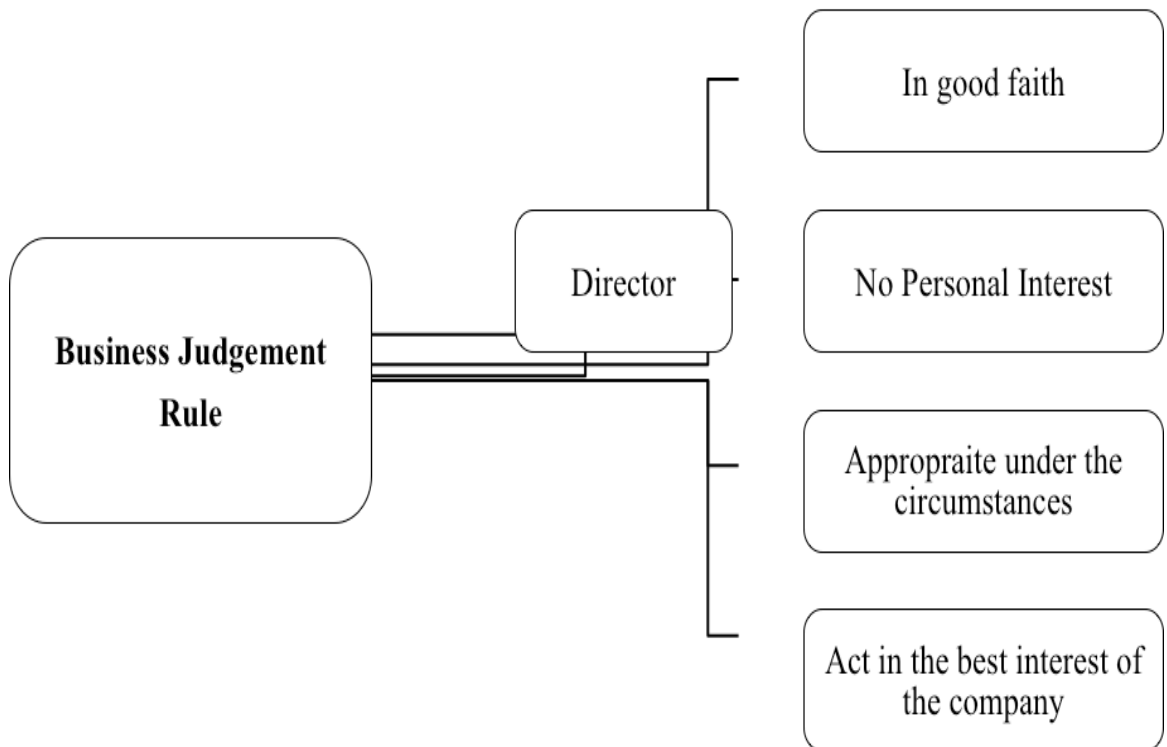 Business Judgement
Rule
Director
In good faith
No Personal Interest
Appropraite under the
circumstances
Act in the best interest of
the company